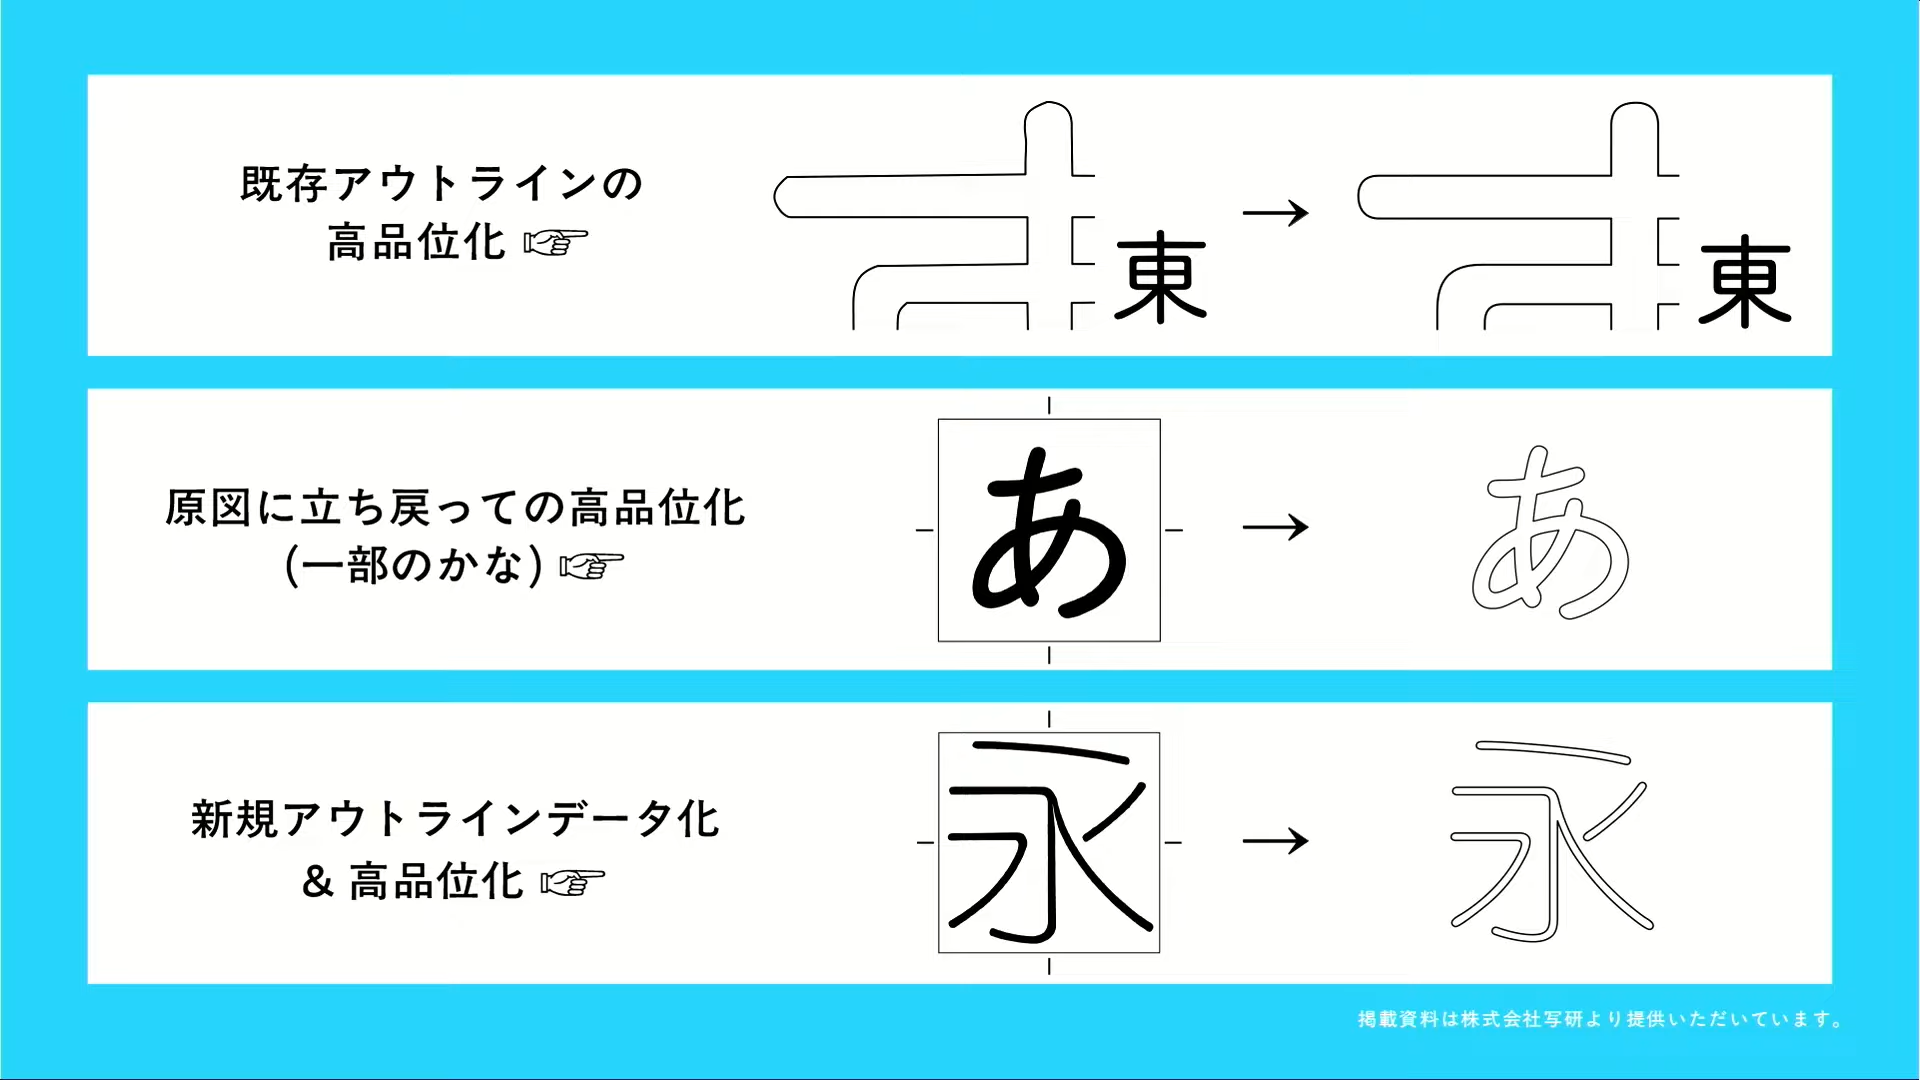 既存アウトラインの
高品位化 ☞
東 → 東
原図に立ち戻っての高品位化
(一部のかな) ☞
あ → あ
新規アウトラインデータ化
& 高品位化 ☞
永 → 永
掲載資料は株式会社写研より提供いただいています。